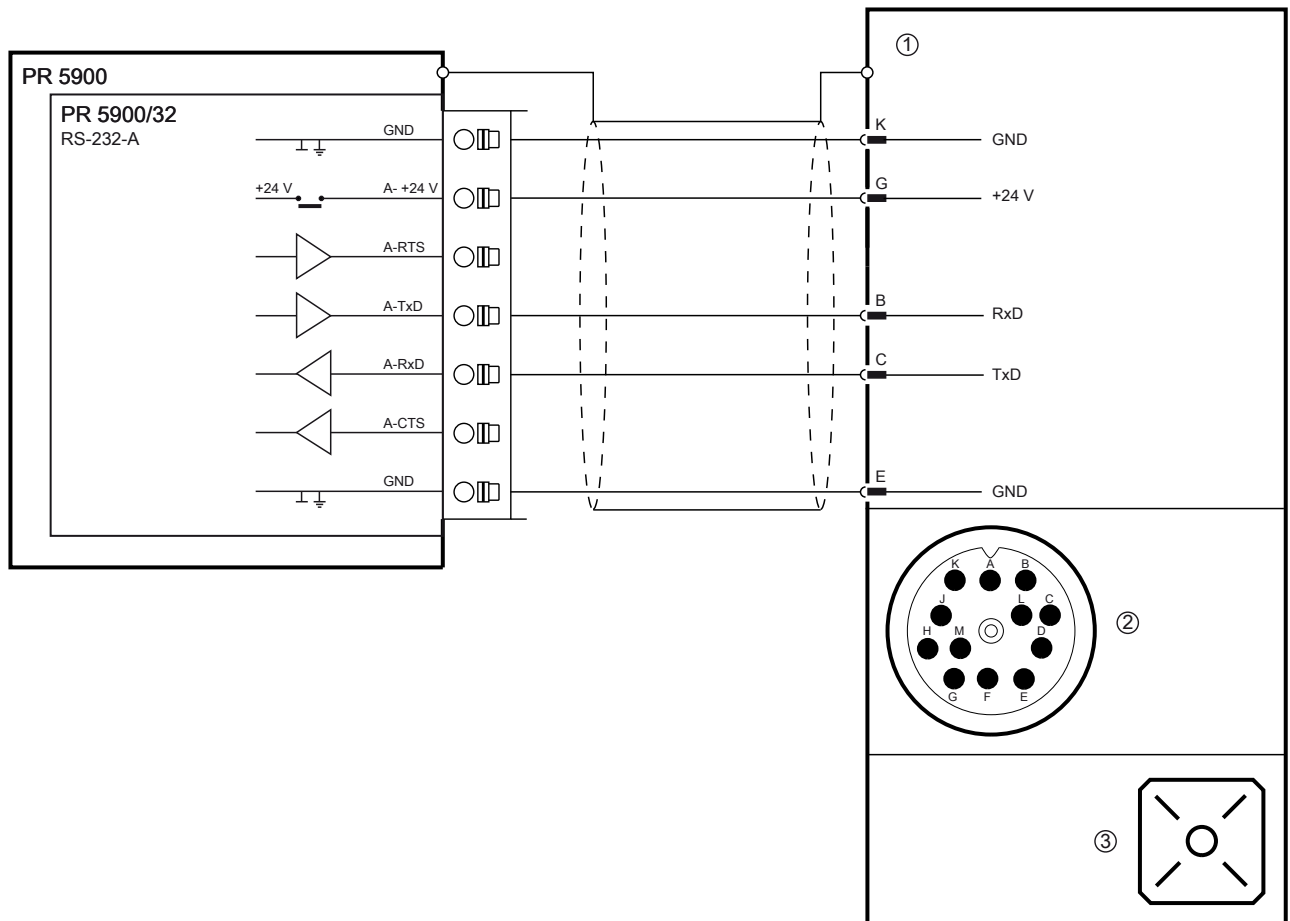 PR 5900
PR 5900/32
RS-232-A
①
GND
K
GND
+24 V
A- +24 V
G
+24 V
A-RTS
A-TxD
B
RxD
A-RxD
C
TxD
A-CTS
GND
E
GND
K
A
B
J
L
C
②
H
M
D
G
F
E
③